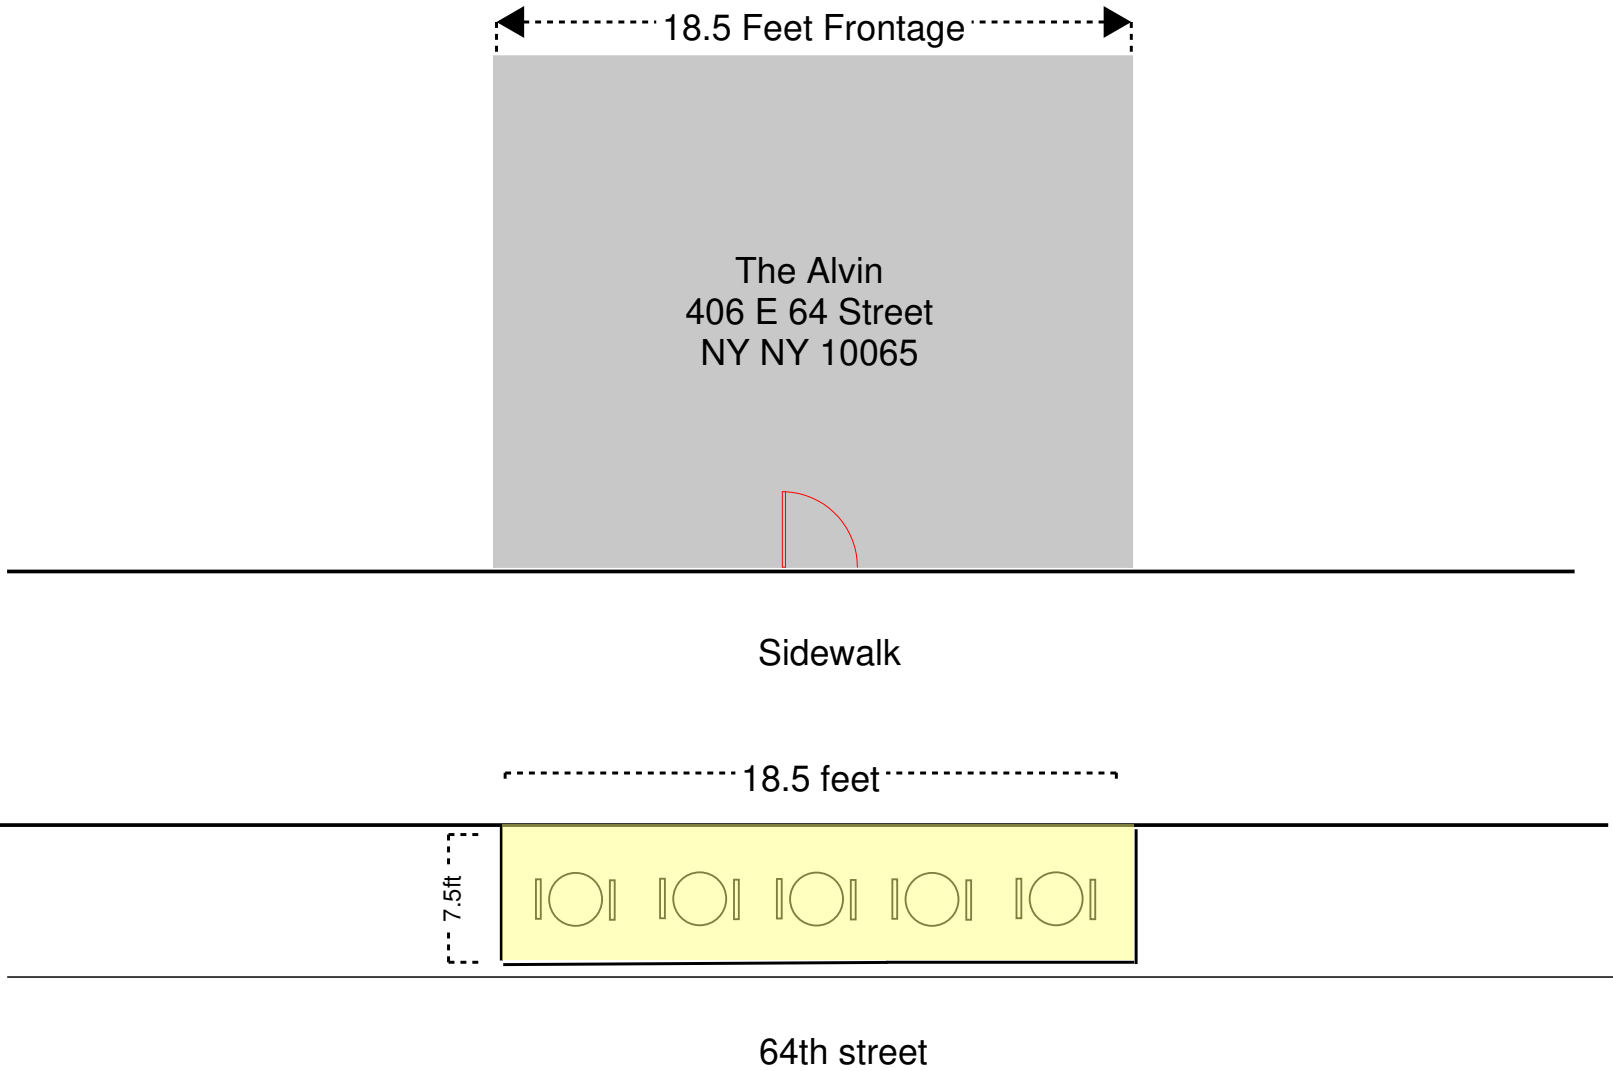 18.5 Feet Frontage
The Alvin
406 E 64 Street
NY NY 10065
Sidewalk
18.5 feet
7.5ft
64th street